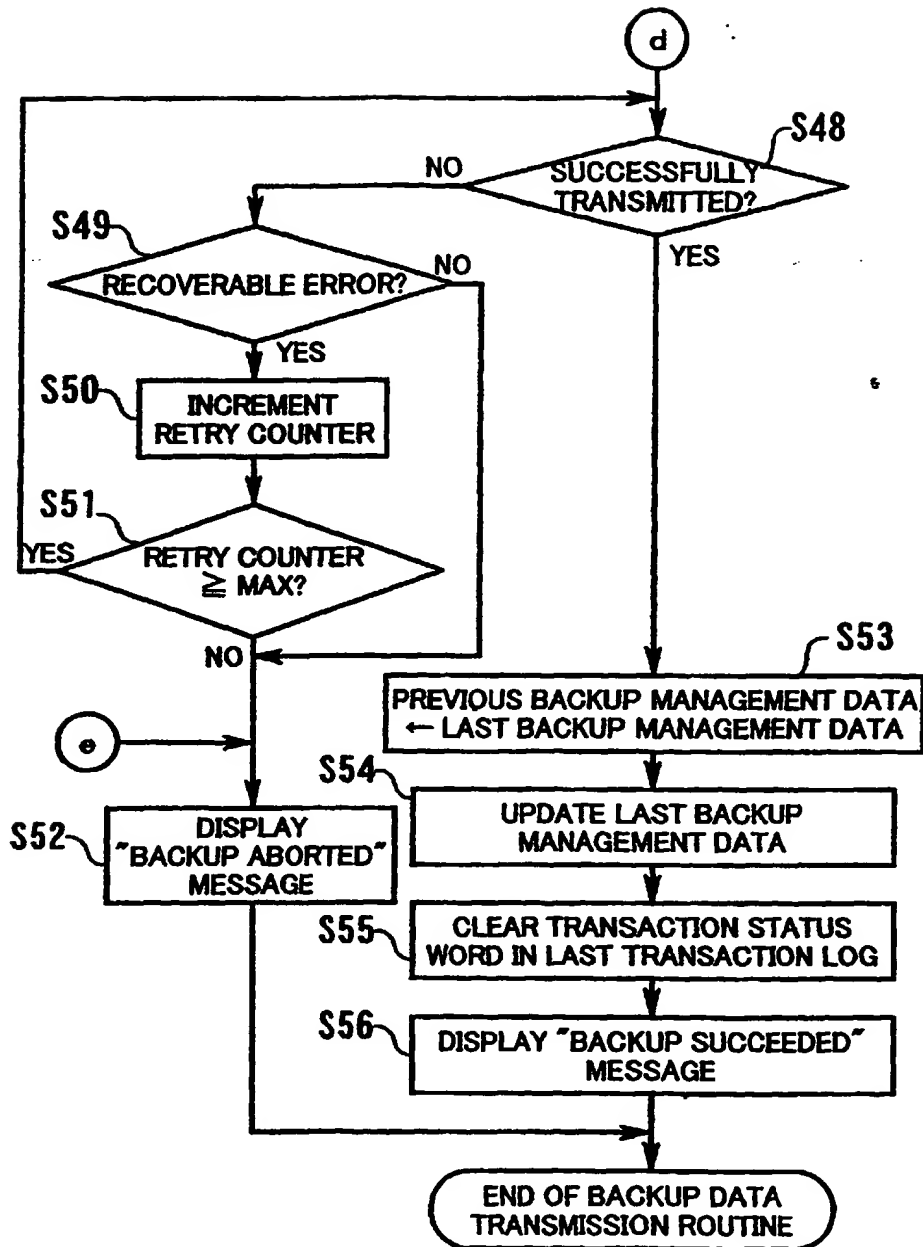 d
S48
SUCCESSFULLY
TRANSMITTED?
NO
YES
S49
RECOVERABLE ERROR?
NO
YES
S50
INCREMENT
RETRY COUNTER
S51
RETRY COUNTER
≧ MAX?
YES
NO
e
S52
DISPLAY
"BACKUP ABORTED"
MESSAGE
S53
PREVIOUS BACKUP MANAGEMENT DATA
← LAST BACKUP MANAGEMENT DATA
S54
UPDATE LAST BACKUP
MANAGEMENT DATA
S55
CLEAR TRANSACTION STATUS
WORD IN LAST TRANSACTION LOG
S56
DISPLAY "BACKUP SUCCEEDED"
MESSAGE
END OF BACKUP DATA
TRANSMISSION ROUTINE